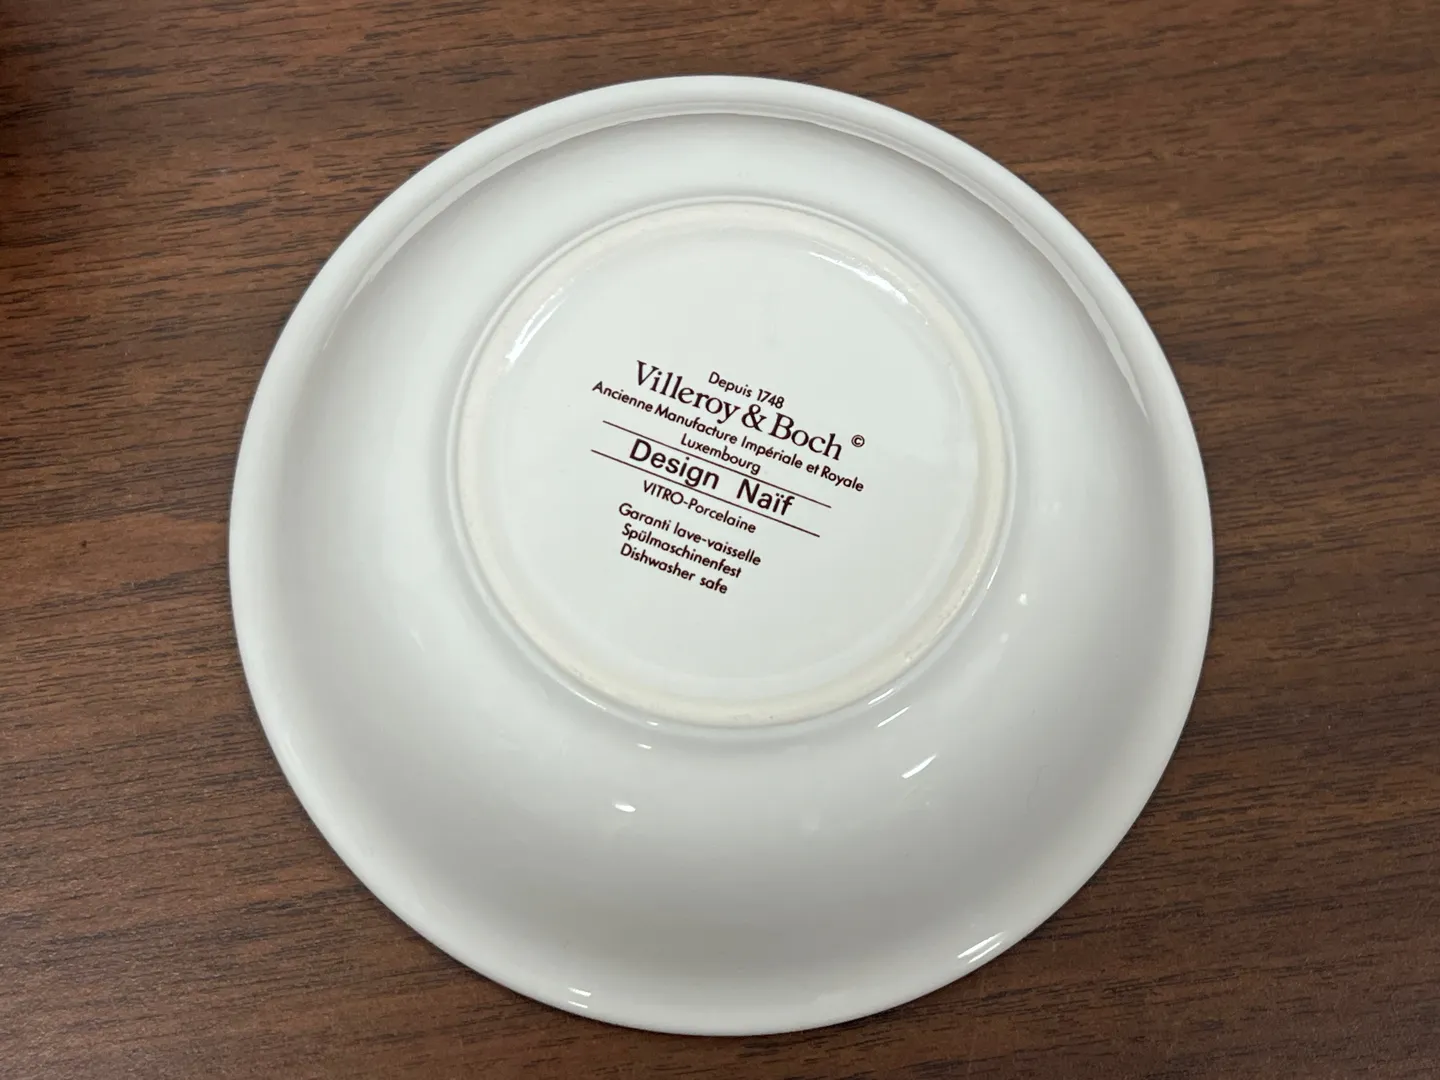 Depuis 1748
Villeroy & Boch ©
Ancienne Manufacture Impériale et Royale
Luxembourg
Design Naïf
VITRO-Porcelaine
Garanti lave-vaisselle
Spülmaschinenfest
Dishwasher safe